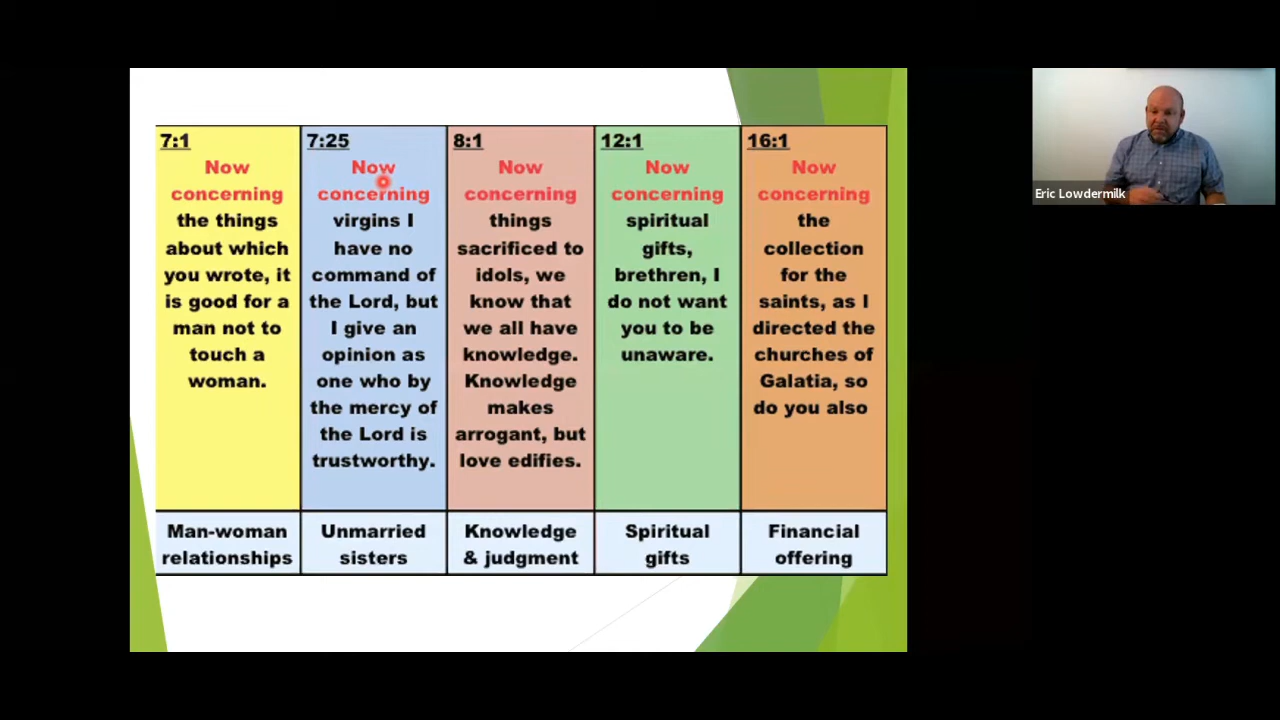 7:1
Now
concerning
the things
about which
you wrote, it
is good for a
man not to
touch a
woman.
Man-woman
relationships
7:25
Now
concerning
virgins I
have no
command of
the Lord, but
I give an
opinion as
one who by
the mercy of
the Lord is
trustworthy.
Unmarried
sisters
8:1
Now
concerning
things
sacrificed to
idols, we
know that
we all have
knowledge.
Knowledge
makes
arrogant, but
love edifies.
Knowledge
& judgment
12:1
Now
concerning
spiritual
gifts,
brethren, I
do not want
you to be
unaware.
Spiritual
gifts
16:1
Now
concerning
the
collection
for the
saints, as I
directed the
churches of
Galatia, so
do you also
Financial
offering
Eric Lowdermilk